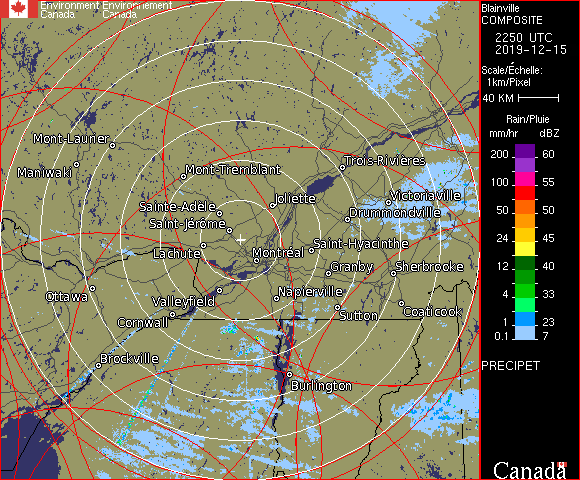 Environment Environnement
Canada Canada
Blainville
COMPOSITE
2250 UTC
2019-12-15
Scale/Échelle:
1km/Pixel
40 KM
Rain/Pluie
mm/hr dBZ
200 60
100 55
50 50
24 45
12 40
4 33
1 23
0.1 7
PRECIPET
Canada
Mont-Laurier
Maniwaki
Mont-Tremblant
Trois-Rivières
Joliette
Victoriaville
Sainte-Adèle
Drummondville
Saint-Jérôme
Saint-Hyacinthe
Lachute
Montréal
Granby
Sherbrooke
Ottawa
Valleyfield
Napierville
Cornwall
Sutton
Coaticook
Brockville
Burlington